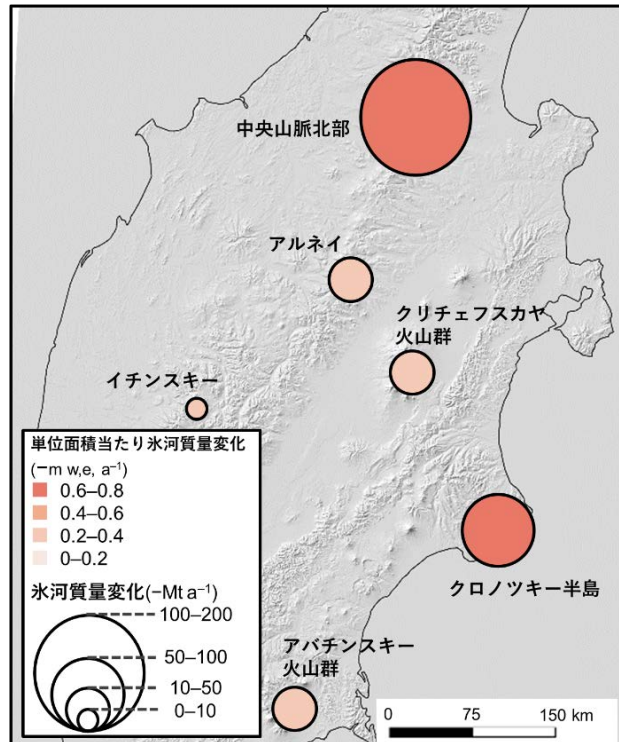 中央山脈北部
アルネイ
クリチェフスカヤ
火山群
イチンスキー
クロノツキー半島
アバチンスキー
火山群
単位面積当たり氷河質量変化
(−m w,e, a⁻¹)
0.6–0.8
0.4–0.6
0.2–0.4
0–0.2
氷河質量変化(−Mt a⁻¹)
100–200
50–100
10–50
0–10
0 75 150 km